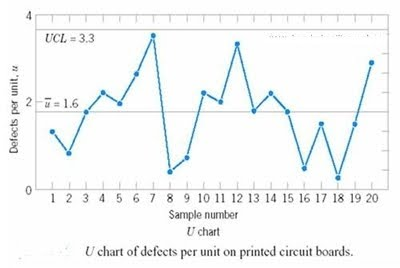 4
UCL = 3.3
Defects per unit, u
2
u̅ = 1.6
0
1 2 3 4 5 6 7 8 9 10 11 12 13 14 15 16 17 18 19 20
Sample number
U chart
U chart of defects per unit on printed circuit boards.